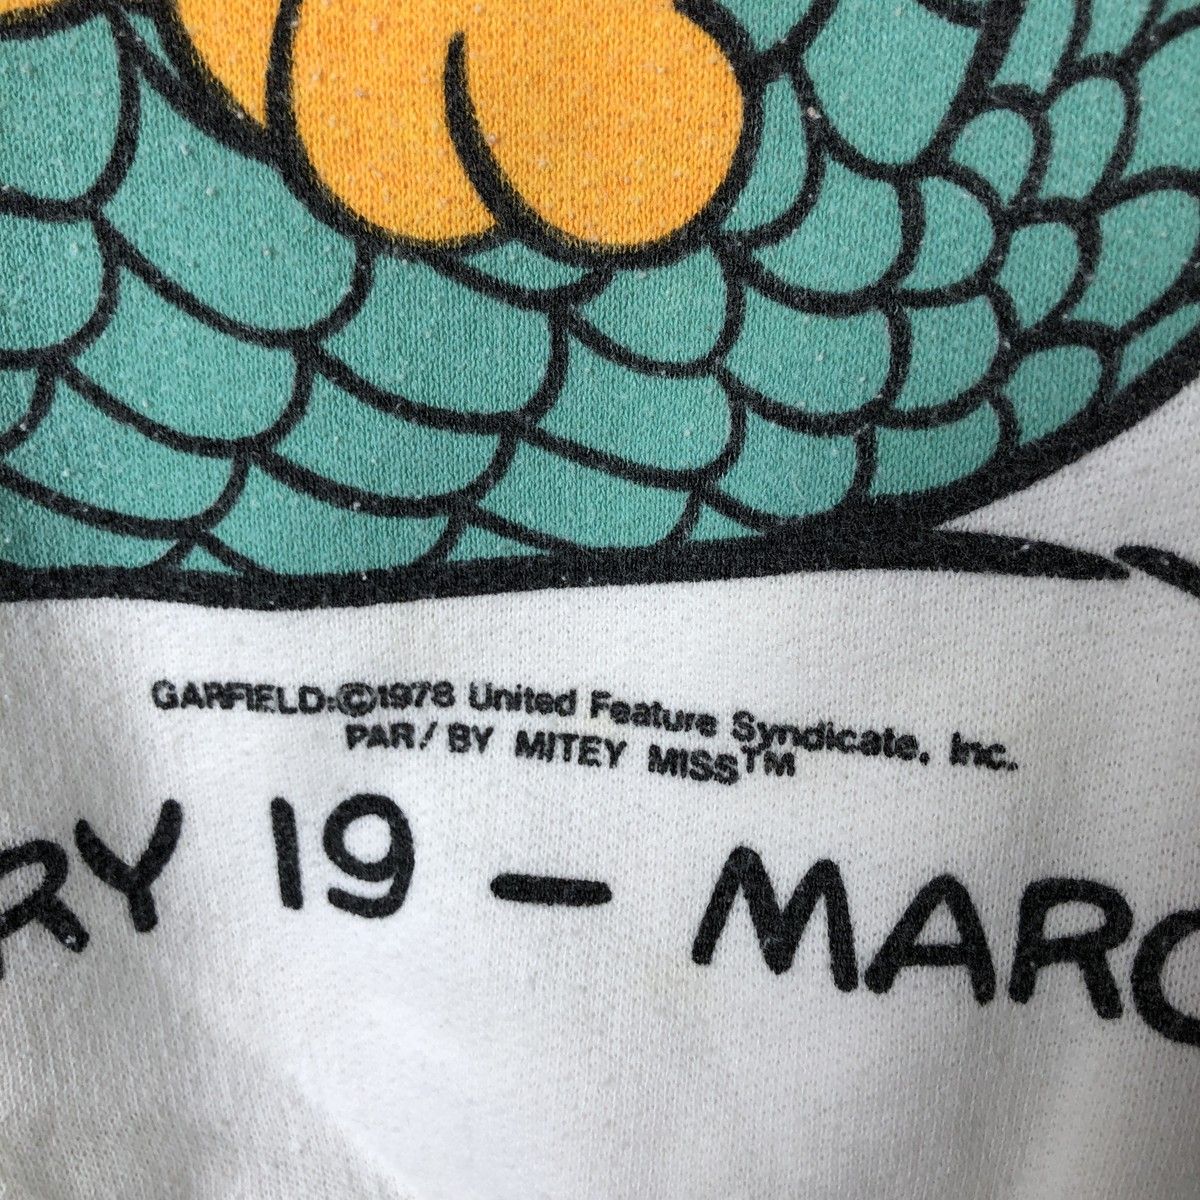 GARFIELD:©1978 United Feature Syndicate, Inc.
PAR/ BY MITEY MISS™
RY 19 – MARC